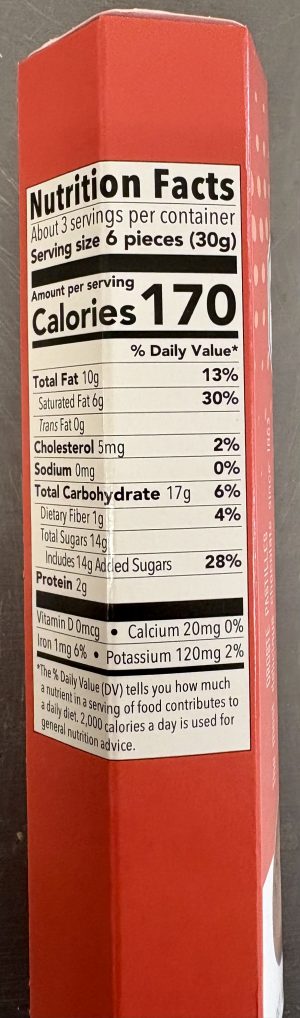 Nutrition Facts
About 3 servings per container
Serving size 6 pieces (30g)
Amount per serving
Calories 170
% Daily Value*
Total Fat 10g 13%
Saturated Fat 6g 30%
Trans Fat 0g
Cholesterol 5mg 2%
Sodium 0mg 0%
Total Carbohydrate 17g 6%
Dietary Fiber 1g 4%
Total Sugars 14g
Includes 14g Added Sugars 28%
Protein 2g
Vitamin D 0mcg • Calcium 20mg 0%
Iron 1mg 6% • Potassium 120mg 2%
*The % Daily Value (DV) tells you how much
a nutrient in a serving of food contributes to
a daily diet. 2,000 calories a day is used for
general nutrition advice.